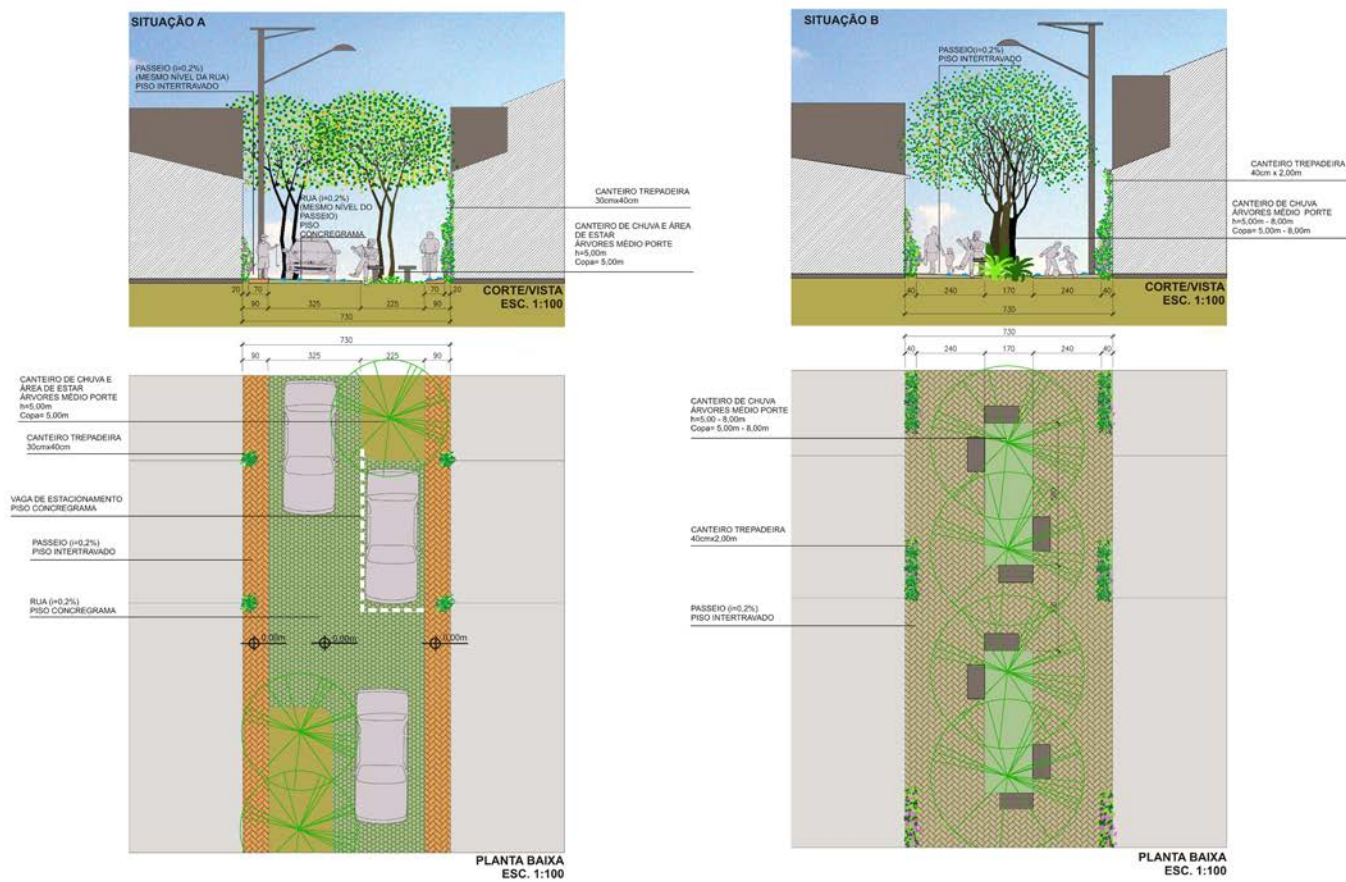 SITUAÇÃO A
PASSEIO (i=0,2%)
(MESMO NÍVEL DA RUA)
PISO INTERTRAVADO
RUA (i=0,2%)
(MESMO NÍVEL DO
PASSEIO)
PISO
CONCREGRAMA
CANTEIRO TREPADEIRA
30cmx40cm
CANTEIRO DE CHUVA E ÁREA
DE ESTAR
ÁRVORES MÉDIO PORTE
h=5,00m
Copa= 5,00m
CORTE/VISTA
ESC. 1:100
20 70 70 20
90 325 225 90
730
730
90 325 225 90
CANTEIRO DE CHUVA E
ÁREA DE ESTAR
ÁRVORES MÉDIO PORTE
h=5,00m
Copa= 5,00m
CANTEIRO TREPADEIRA
30cmx40cm
VAGA DE ESTACIONAMENTO
PISO CONCREGRAMA
PASSEIO (i=0,2%)
PISO INTERTRAVADO
RUA (i=0,2%)
PISO CONCREGRAMA
0,00m 0,00m 0,00m
PLANTA BAIXA
ESC. 1:100
SITUAÇÃO B
PASSEIO(i=0,2%)
PISO INTERTRAVADO
CANTEIRO TREPADEIRA
40cm x 2,00m
CANTEIRO DE CHUVA
ÁRVORES MÉDIO PORTE
h=5,00m - 8,00m
Copa= 5,00m - 8,00m
CORTE/VISTA
ESC. 1:100
40 240 170 240 40
730
730
40 240 170 240 40
CANTEIRO DE CHUVA
ÁRVORES MÉDIO PORTE
h=5,00 - 8,00m
Copa= 5,00m - 8,00m
CANTEIRO TREPADEIRA
40cmx2,00m
PASSEIO (i=0,2%)
PISO INTERTRAVADO
PLANTA BAIXA
ESC. 1:100